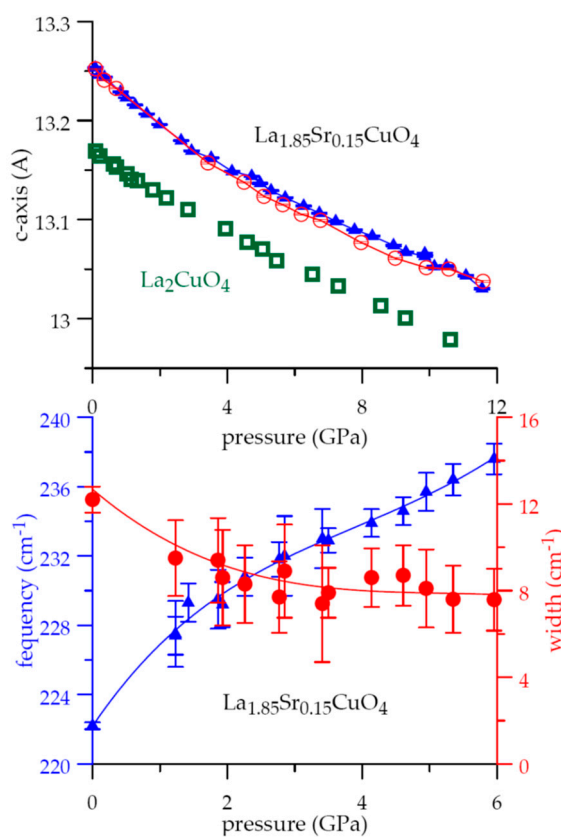 13.3
13.2
13.1
13
c-axis (A)
La1.85Sr0.15CuO4
La2CuO4
0
4
8
12
pressure (GPa)
240
236
232
228
224
220
fequency (cm-1)
16
12
8
4
0
width (cm-1)
La1.85Sr0.15CuO4
0
2
4
6
pressure (GPa)